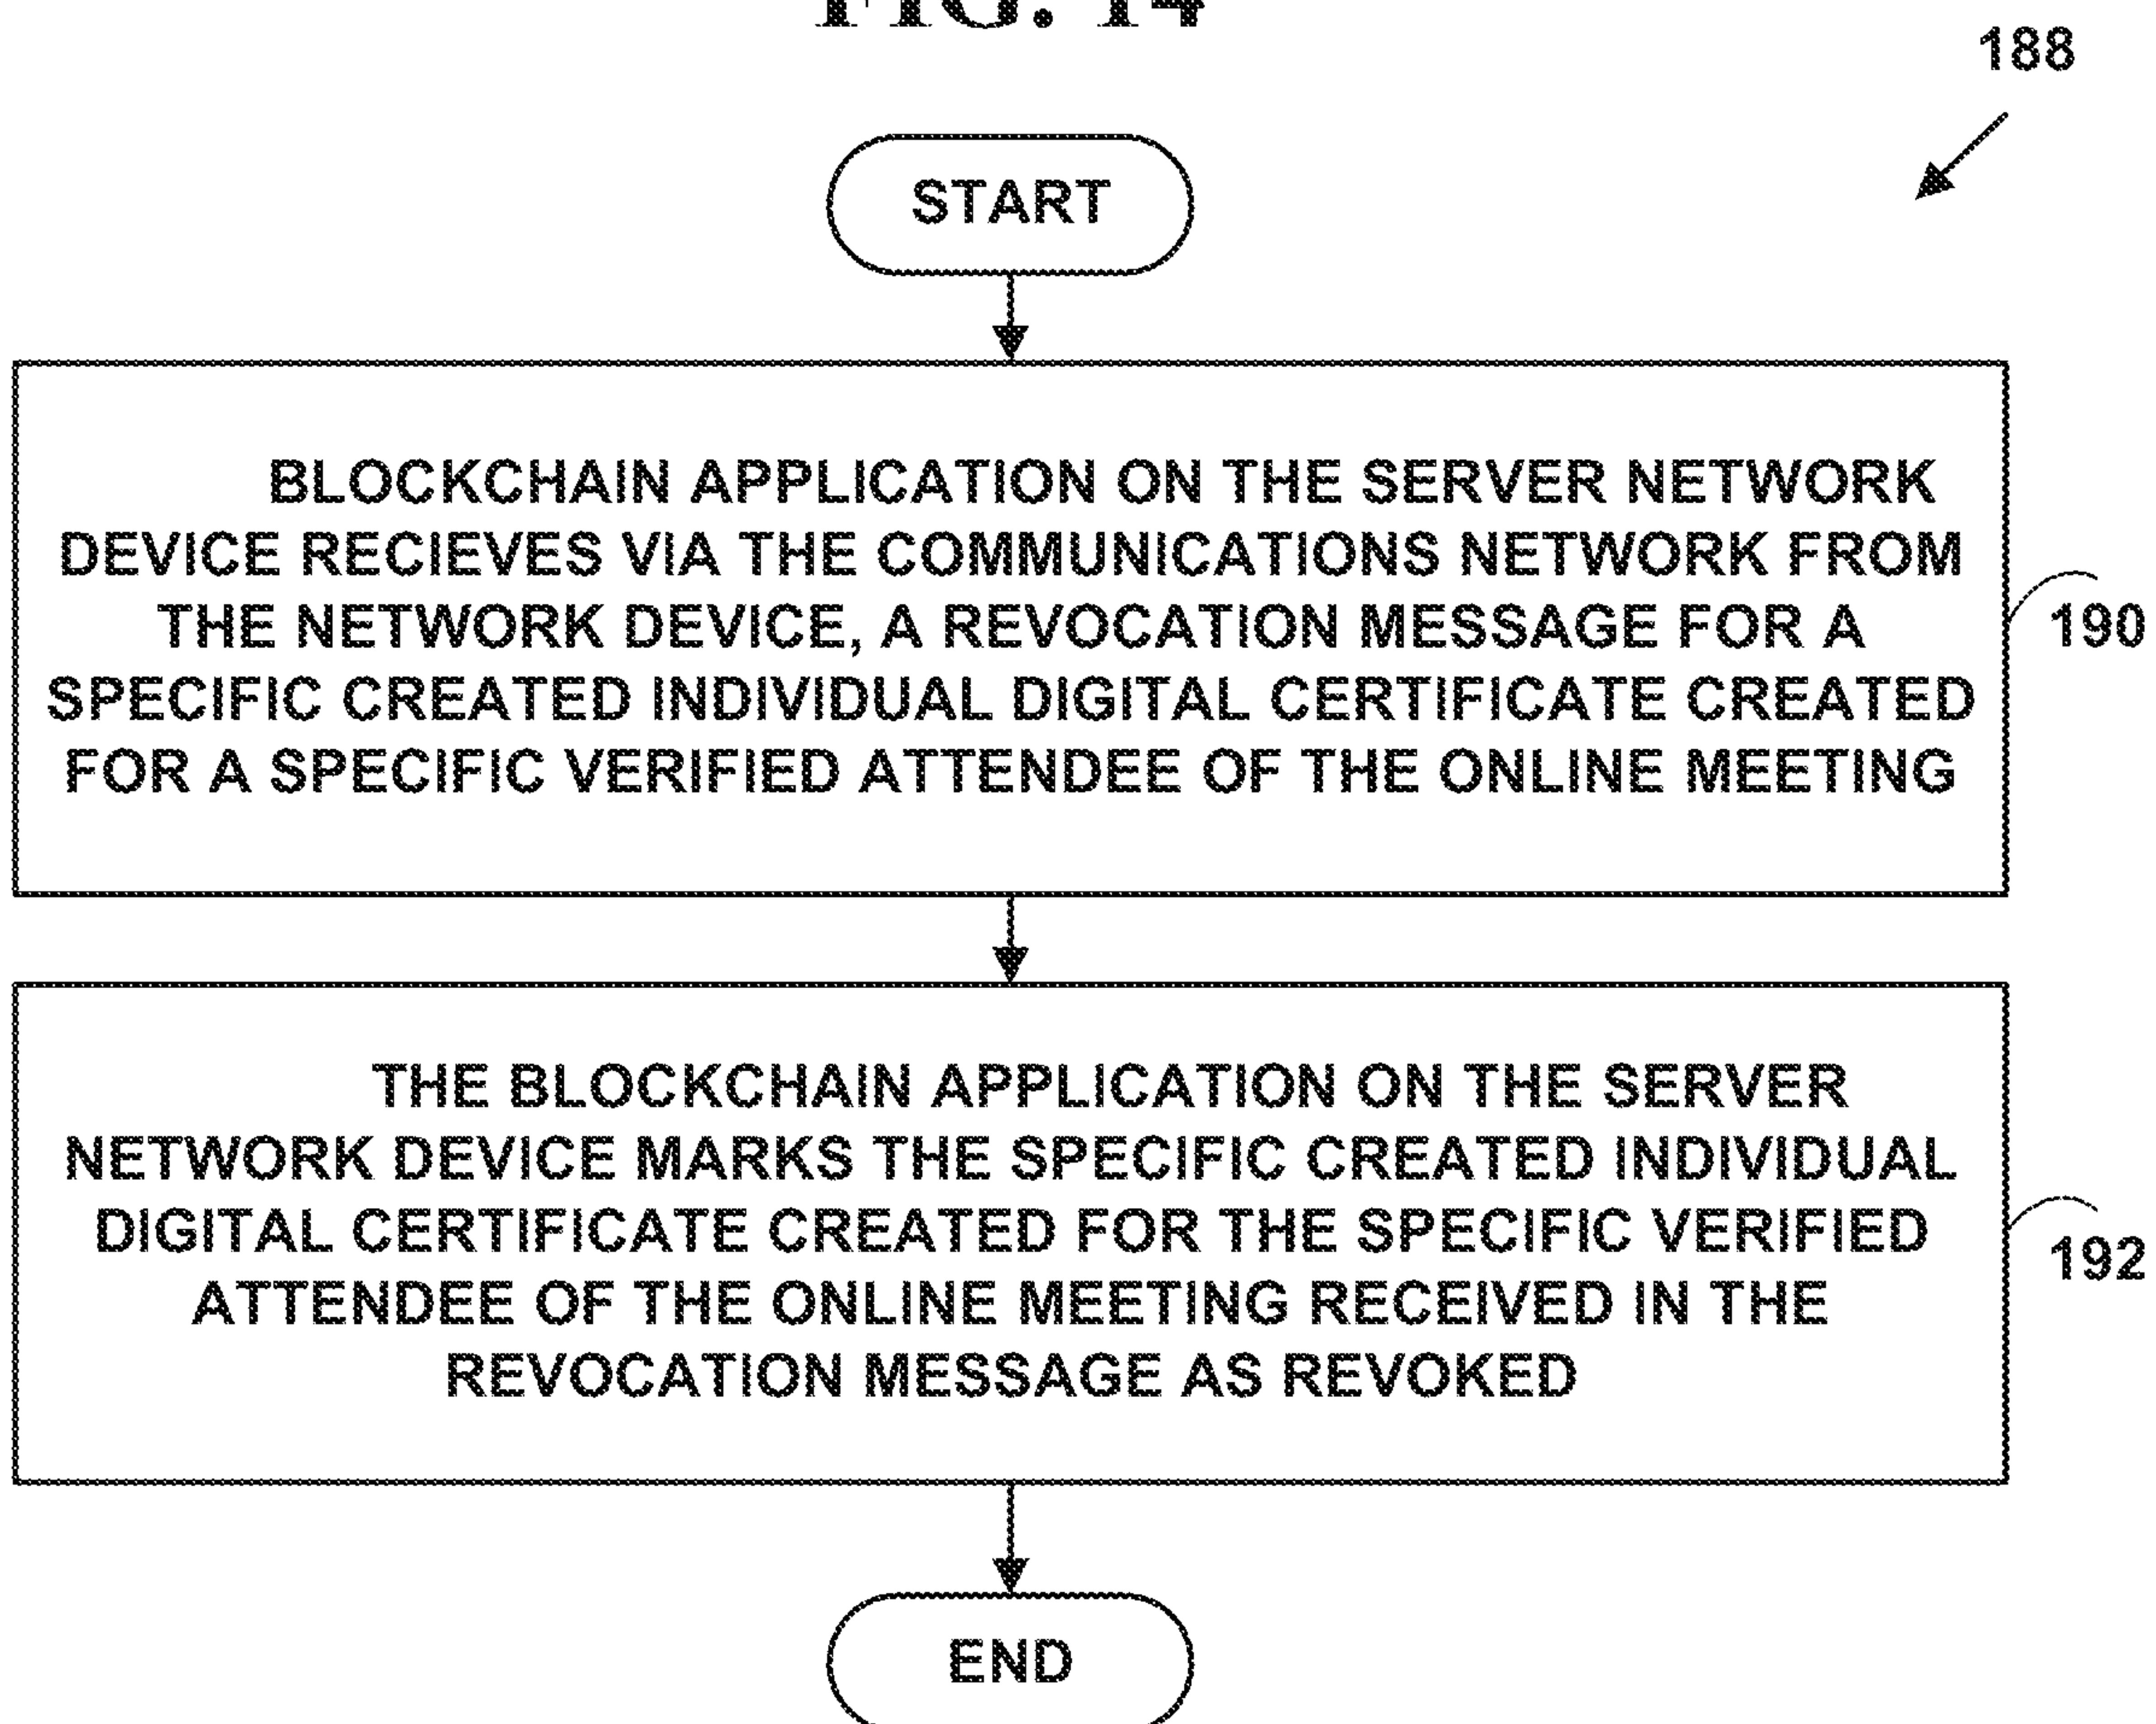 FIG. 14
188
START
BLOCKCHAIN APPLICATION ON THE SERVER NETWORK
DEVICE RECIEVES VIA THE COMMUNICATIONS NETWORK FROM
THE NETWORK DEVICE, A REVOCATION MESSAGE FOR A
SPECIFIC CREATED INDIVIDUAL DIGITAL CERTIFICATE CREATED
FOR A SPECIFIC VERIFIED ATTENDEE OF THE ONLINE MEETING
190
THE BLOCKCHAIN APPLICATION ON THE SERVER
NETWORK DEVICE MARKS THE SPECIFIC CREATED INDIVIDUAL
DIGITAL CERTIFICATE CREATED FOR THE SPECIFIC VERIFIED
ATTENDEE OF THE ONLINE MEETING RECEIVED IN THE
REVOCATION MESSAGE AS REVOKED
192
END